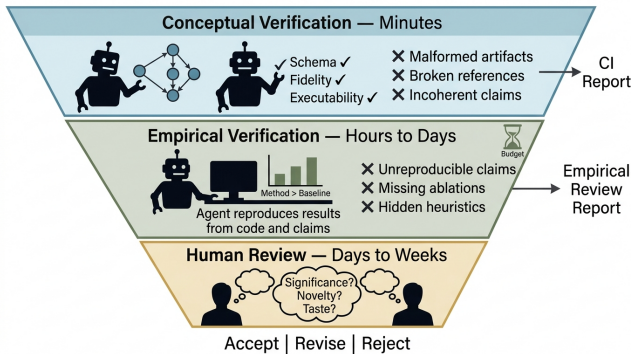 Conceptual Verification — Minutes
Schema ✓
Fidelity ✓
Executability ✓
✕ Malformed artifacts
✕ Broken references
✕ Incoherent claims
CI
Report
Empirical Verification — Hours to Days
Budget
Method > Baseline
Agent reproduces results
from code and claims
✕ Unreproducible claims
✕ Missing ablations
✕ Hidden heuristics
Empirical
Review
Report
Human Review — Days to Weeks
Significance?
Novelty?
Taste?
Accept | Revise | Reject